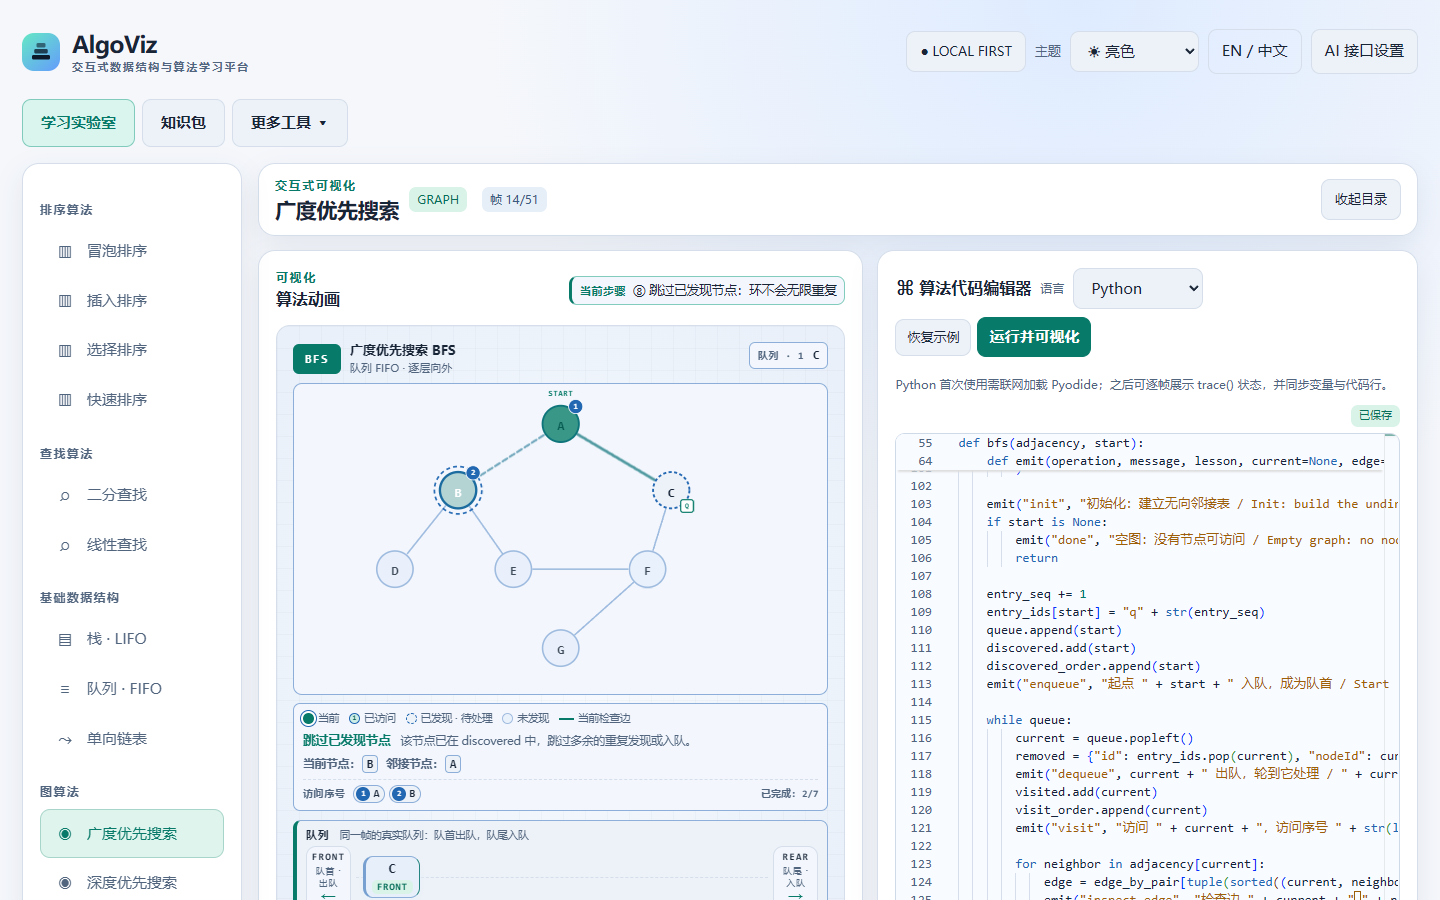 AlgoViz
交互式数据结构与算法学习平台
● LOCAL FIRST
主题
☀ 亮色
EN / 中文
AI 接口设置
学习实验室
知识包
更多工具 ▾
排序算法
冒泡排序
插入排序
选择排序
快速排序
查找算法
二分查找
线性查找
基础数据结构
栈 · LIFO
队列 · FIFO
单向链表
图算法
广度优先搜索
深度优先搜索
交互式可视化
广度优先搜索
GRAPH
帧 14/51
收起目录
可视化
算法动画
当前步骤 ⑧ 跳过已发现节点：环不会无限重复
BFS
广度优先搜索 BFS
队列 FIFO · 逐层向外
队列 · 1 C
START
A
1
B
2
C
Q
D
E
F
G
当前
1 已访问
已发现 · 待处理
未发现
当前检查边
跳过已发现节点 该节点已在 discovered 中，跳过多余的重复发现或入队。
当前节点： B 邻接节点： A
访问序号 1 A 2 B
已完成：2/7
队列 同一帧的真实队列：队首出队，队尾入队
FRONT
队首 ·
出队
←
C
FRONT
REAR
队尾 ·
入队
→
⌘ 算法代码编辑器
语言
Python
恢复示例
运行并可视化
Python 首次使用需联网加载 Pyodide；之后可逐帧展示 trace() 状态，并同步变量与代码行。
已保存
55 def bfs(adjacency, start):
64 def emit(operation, message, lesson, current=None, edge=
102
103 emit("init", "初始化：建立无向邻接表 / Init: build the undir
104 if start is None:
105 emit("done", "空图：没有节点可访问 / Empty graph: no noc
106 return
107
108 entry_seq += 1
109 entry_ids[start] = "q" + str(entry_seq)
110 queue.append(start)
111 discovered.add(start)
112 discovered_order.append(start)
113 emit("enqueue", "起点 " + start + " 入队，成为队首 / Start
114
115 while queue:
116 current = queue.popleft()
117 removed = {"id": entry_ids.pop(current), "nodeId": cur
118 emit("dequeue", current + " 出队，轮到它处理 / " + curr
119 visited.add(current)
120 visit_order.append(current)
121 emit("visit", "访问 " + current + "，访问序号 " + str(l
122
123 for neighbor in adjacency[current]:
124 edge = edge_by_pair[tuple(sorted((current, neighbo